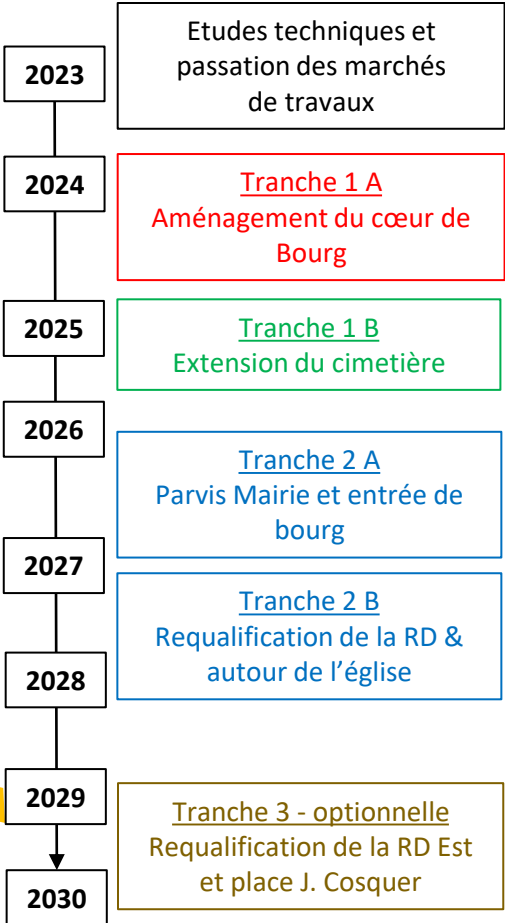 2023
Etudes techniques et
passation des marchés
de travaux
2024
Tranche 1 A
Aménagement du cœur de
Bourg
2025
Tranche 1 B
Extension du cimetière
2026
Tranche 2 A
Parvis Mairie et entrée de
bourg
2027
Tranche 2 B
Requalification de la RD &
autour de l’église
2028
2029
Tranche 3 - optionnelle
Requalification de la RD Est
et place J. Cosquer
2030